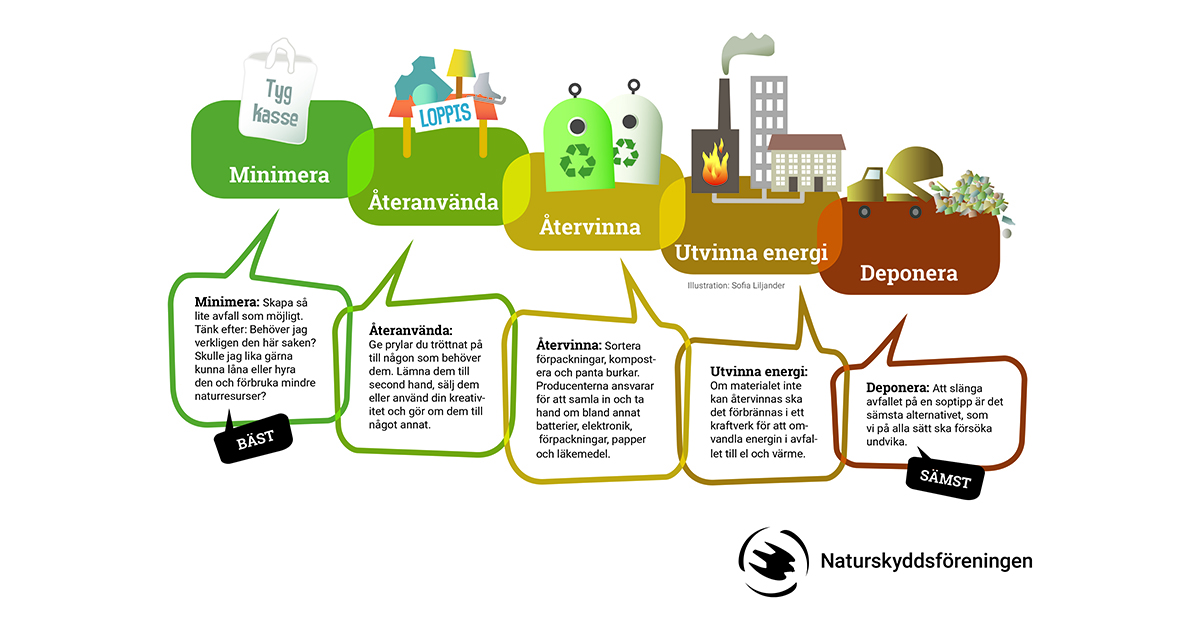 Tyg
kasse
LOPPIS
Minimera
Återanvända
Återvinna
Utvinna energi
Deponera
Illustration: Sofia Liljander
Minimera: Skapa så
lite avfall som möjligt.
Tänk efter: Behöver jag
verkligen den här saken?
Skulle jag lika gärna
kunna låna eller hyra
den och förbruka mindre
naturresurser?
BÄST
Återanvända:
Ge prylar du tröttnat på
till någon som behöver
dem. Lämna dem till
second hand, sälj dem
eller använd din kreativ-
itet och gör om dem till
något annat.
Återvinna: Sortera
förpackningar, kompost-
era och panta burkar.
Producenterna ansvarar
för att samla in och ta
hand om bland annat
batterier, elektronik,
förpackningar, papper
och läkemedel.
Utvinna energi:
Om materialet inte
kan återvinnas ska
det förbrännas i ett
kraftverk för att om-
vandla energin i avfal-
let till el och värme.
Deponera: Att slänga
avfallet på en soptipp är det
sämsta alternativet, som
vi på alla sätt ska försöka
undvika.
SÄMST
Naturskyddsföreningen